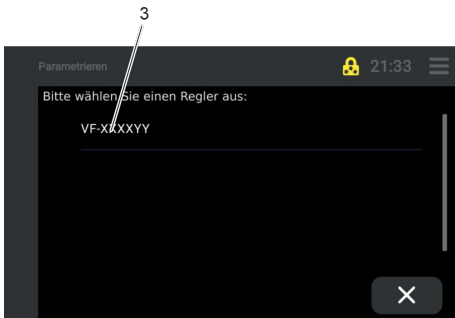 3
Parametrieren
21:33
Bitte wählen Sie einen Regler aus:
VF-XXXXYY